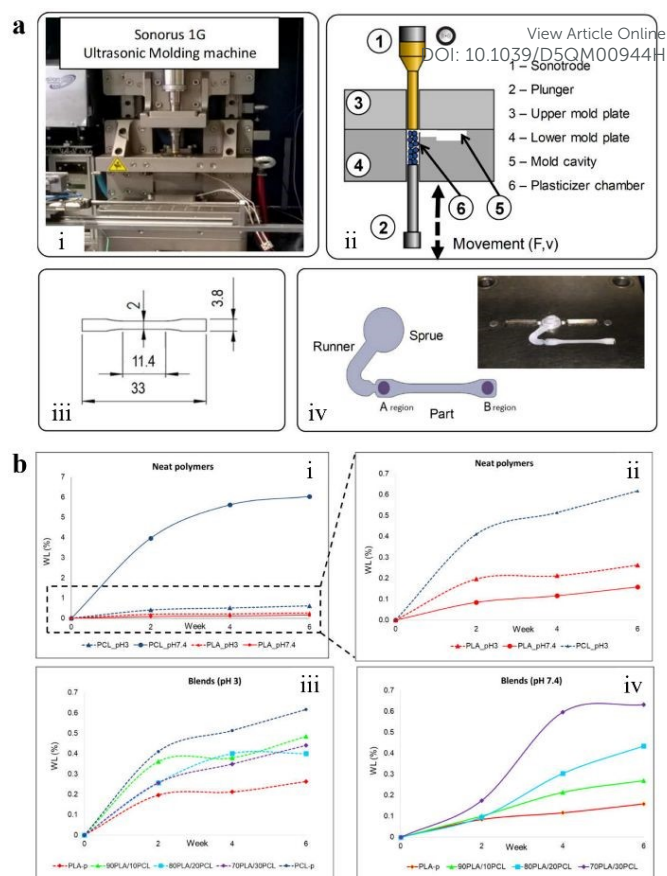 a
Sonorus 1G
Ultrasonic Molding machine
i
View Article Online
DOI: 10.1039/D5QM00944H
1
3
4
2
6
5
Movement (F,v)
ii
1 – Sonotrode
2 – Plunger
3 – Upper mold plate
4 – Lower mold plate
5 – Mold cavity
6 – Plasticizer chamber
2
3.8
11.4
33
iii
Runner
Sprue
A region
Part
B region
iv
b
Neat polymers
i
WL (%)
7
6
5
4
3
2
1
0
0 2 4 6
Week
PCL_pH3 PCL_pH7.4 PLA_pH3 PLA_pH7.4
Neat polymers
ii
WL (%)
0.7
0.6
0.5
0.4
0.3
0.2
0.1
0.0
0 2 4 6
Week
PLA_pH3 PLA_pH7.4 PCL_pH3
Blends (pH 3)
iii
WL (%)
0.7
0.6
0.5
0.4
0.3
0.2
0.1
0
0 2 4 6
Week
PLA-p 90PLA/10PCL 80PLA/20PCL 70PLA/30PCL PCL-p
Blends (pH 7.4)
iv
WL (%)
0.7
0.6
0.5
0.4
0.3
0.2
0.1
0
0 2 4 6
Week
PLA-p 90PLA/10PCL 80PLA/20PCL 70PLA/30PCL